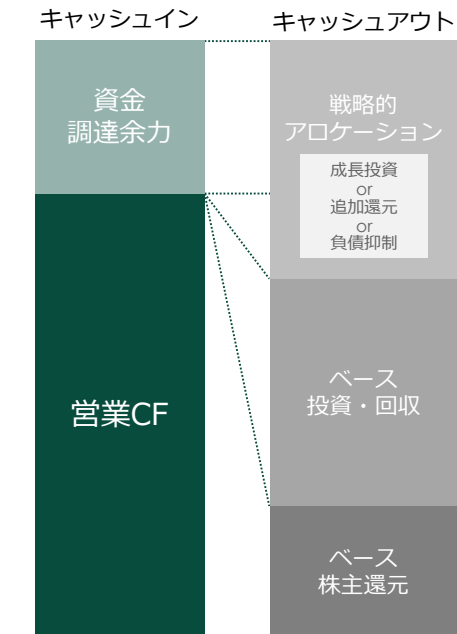 キャッシュイン
キャッシュアウト
資金
調達余力
営業CF
戦略的
アロケーション
成長投資
or
追加還元
or
負債抑制
ベース
投資・回収
ベース
株主還元